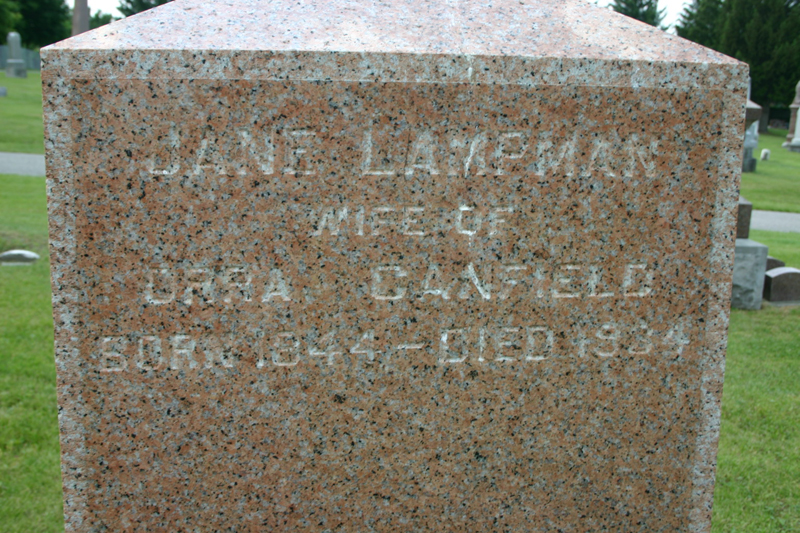 JANE LAMPMAN
WIFE OF
ORRA CANFIELD
BORN 1844 – DIED 1934